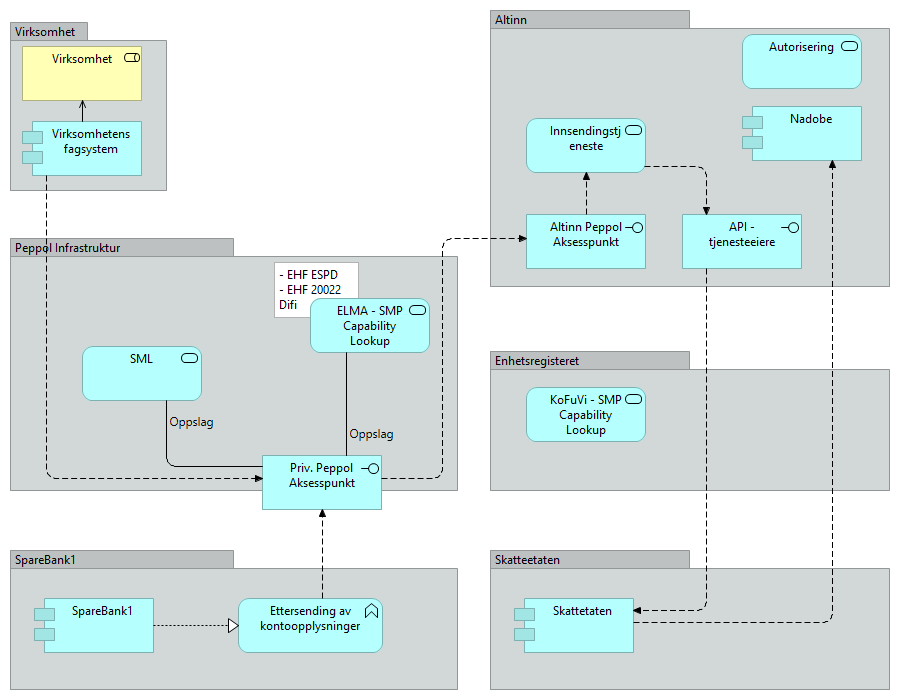 Virksomhet
Virksomhet
Virksomhetens
fagsystem
Altinn
Autorisering
Innsendingstj
eneste
Nadobe
Altinn Peppol
Aksesspunkt
API -
tjenesteeiere
Peppol Infrastruktur
- EHF ESPD
- EHF 20022
Difi
ELMA - SMP
Capability
Lookup
SML
Oppslag
Oppslag
Priv. Peppol
Aksesspunkt
Enhetsregisteret
KoFuVi - SMP
Capability
Lookup
SpareBank1
SpareBank1
Ettersending av
kontoopplysninger
Skatteetaten
Skattetaten